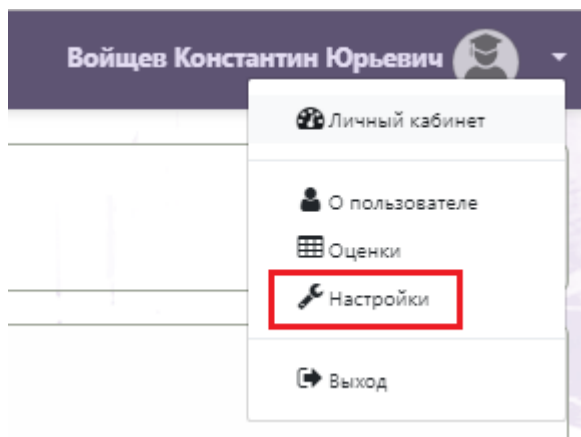 Войщев Константин Юрьевич
Личный кабинет
О пользователе
Оценки
Настройки
Выход